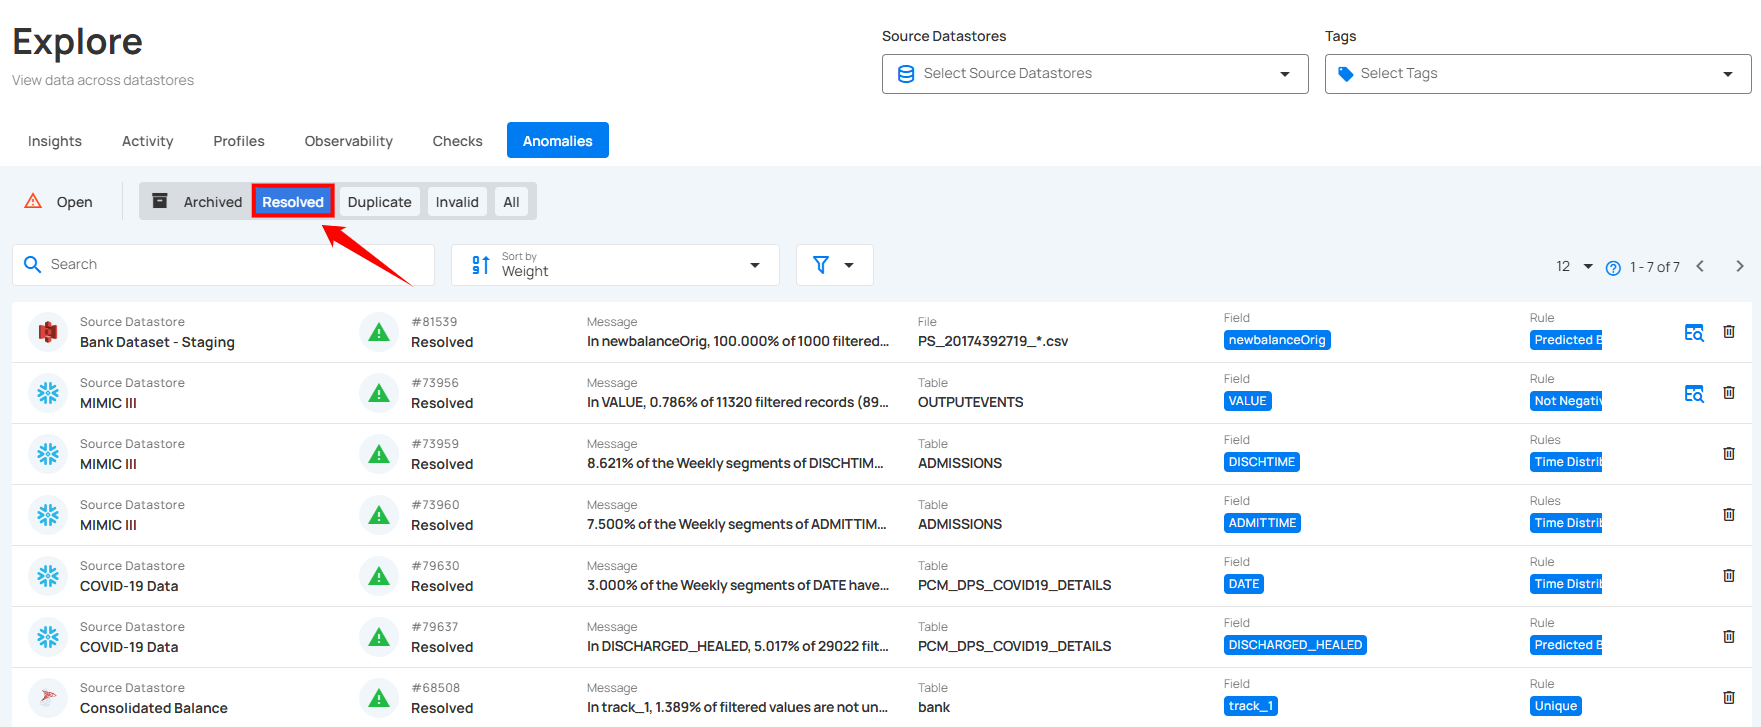 Explore
View data across datastores
Source Datastores
Select Source Datastores
Tags
Select Tags
Insights Activity Profiles Observability Checks Anomalies
Open Archived Resolved Duplicate Invalid All
Search
Sort by
Weight
12 1 - 7 of 7
Source Datastore #81539 Message File Field Rule
Bank Dataset - Staging Resolved In newbalanceOrig, 100.000% of 1000 filtered... PS_20174392719_*.csv newbalanceOrig Predicted B
Source Datastore #73956 Message Table Field Rule
MIMIC III Resolved In VALUE, 0.786% of 11320 filtered records (89... OUTPUTEVENTS VALUE Not Negativ
Source Datastore #73959 Message Table Field Rules
MIMIC III Resolved 8.621% of the Weekly segments of DISCHTIM... ADMISSIONS DISCHTIME Time Distrib
Source Datastore #73960 Message Table Field Rules
MIMIC III Resolved 7.500% of the Weekly segments of ADMITTIM... ADMISSIONS ADMITTIME Time Distrib
Source Datastore #79630 Message Table Field Rule
COVID-19 Data Resolved 3.000% of the Weekly segments of DATE have... PCM_DPS_COVID19_DETAILS DATE Time Distrib
Source Datastore #79637 Message Table Field Rule
COVID-19 Data Resolved In DISCHARGED_HEALED, 5.017% of 29022 filt... PCM_DPS_COVID19_DETAILS DISCHARGED_HEALED Predicted B
Source Datastore #68508 Message Table Field Rule
Consolidated Balance Resolved In track_1, 1.389% of filtered values are not un... bank track_1 Unique